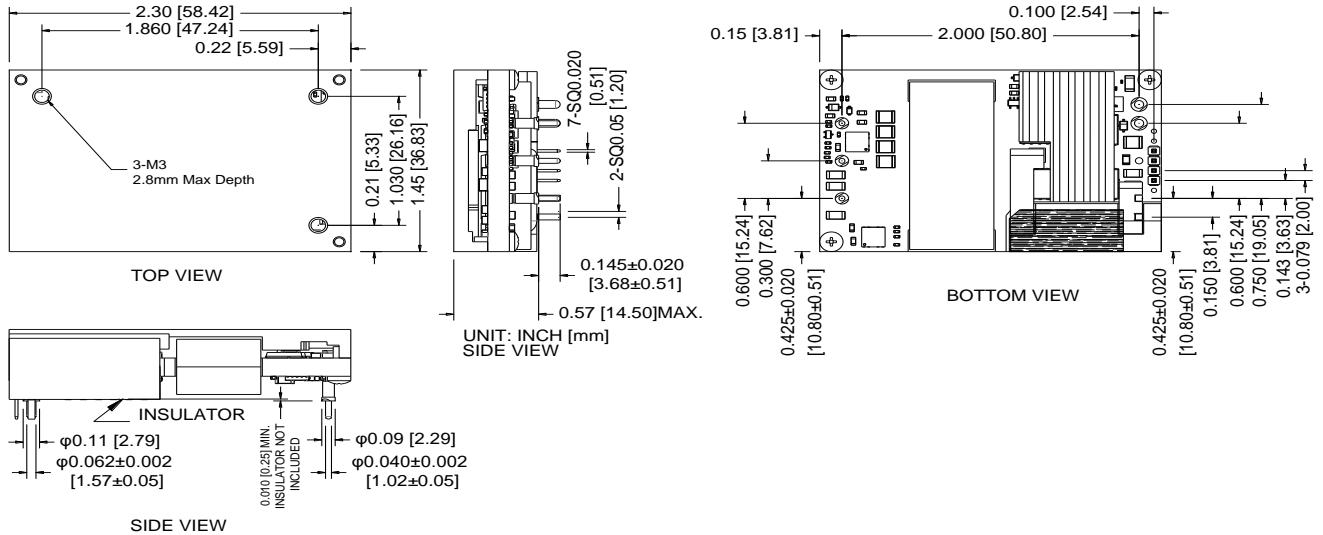 2.30 [58.42]
1.860 [47.24]
0.22 [5.59]
3-M3
2.8mm Max Depth
0.21 [5.33]
1.030 [26.16]
1.45 [36.83]
TOP VIEW
7-SQ0.020
[0.51]
2-SQ0.05 [1.20]
0.145±0.020
[3.68±0.51]
0.57 [14.50]MAX.
UNIT: INCH [mm]
SIDE VIEW
0.100 [2.54]
0.15 [3.81]
2.000 [50.80]
0.600 [15.24]
0.300 [7.62]
0.425±0.020
[10.80±0.51]
BOTTOM VIEW
0.425±0.020
[10.80±0.51]
0.150 [3.81]
0.600 [15.24]
0.750 [19.05]
0.143 [3.63]
3-0.079 [2.00]
INSULATOR
φ0.11 [2.79]
φ0.062±0.002
[1.57±0.05]
0.010 [0.25] MIN.
INSULATOR NOT
INCLUDED
φ0.09 [2.29]
φ0.040±0.002
[1.02±0.05]
SIDE VIEW